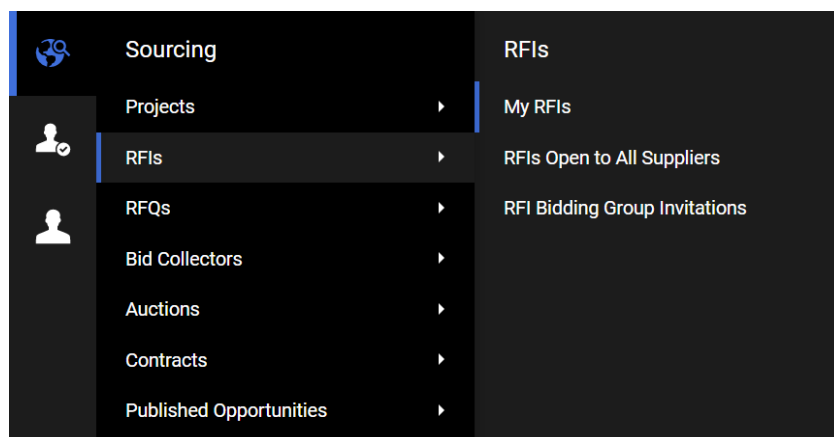 Sourcing
Projects
RFIs
RFQs
Bid Collectors
Auctions
Contracts
Published Opportunities
RFIs
My RFIs
RFIs Open to All Suppliers
RFI Bidding Group Invitations